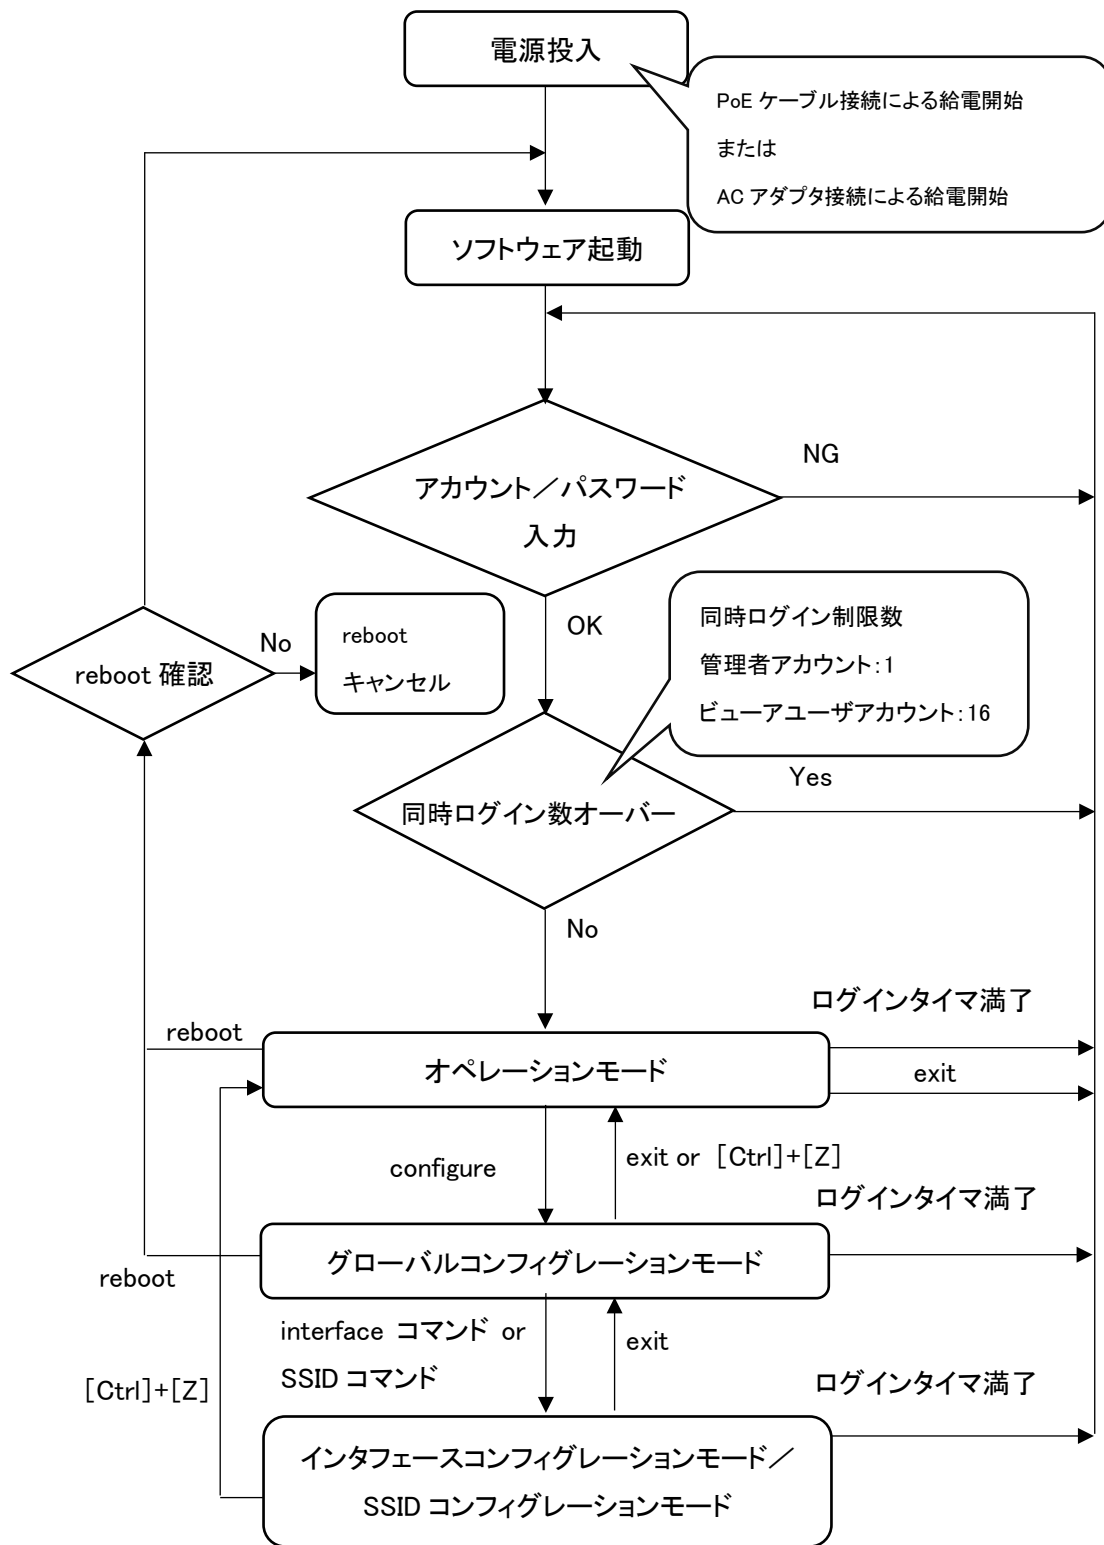 電源投入
PoE ケーブル接続による給電開始
または
AC アダプタ接続による給電開始
ソフトウェア起動
NG
アカウント／パスワード
入力
OK
同時ログイン制限数
管理者アカウント：1
ビューアユーザアカウント：16
No
reboot 確認
reboot
キャンセル
Yes
同時ログイン数オーバー
No
ログインタイマ満了
reboot
オペレーションモード
exit
configure
exit or ［Ctrl］+［Z］
ログインタイマ満了
グローバルコンフィグレーションモード
reboot
interface コマンド or
SSID コマンド
exit
［Ctrl］+［Z］
ログインタイマ満了
インタフェースコンフィグレーションモード／
SSID コンフィグレーションモード